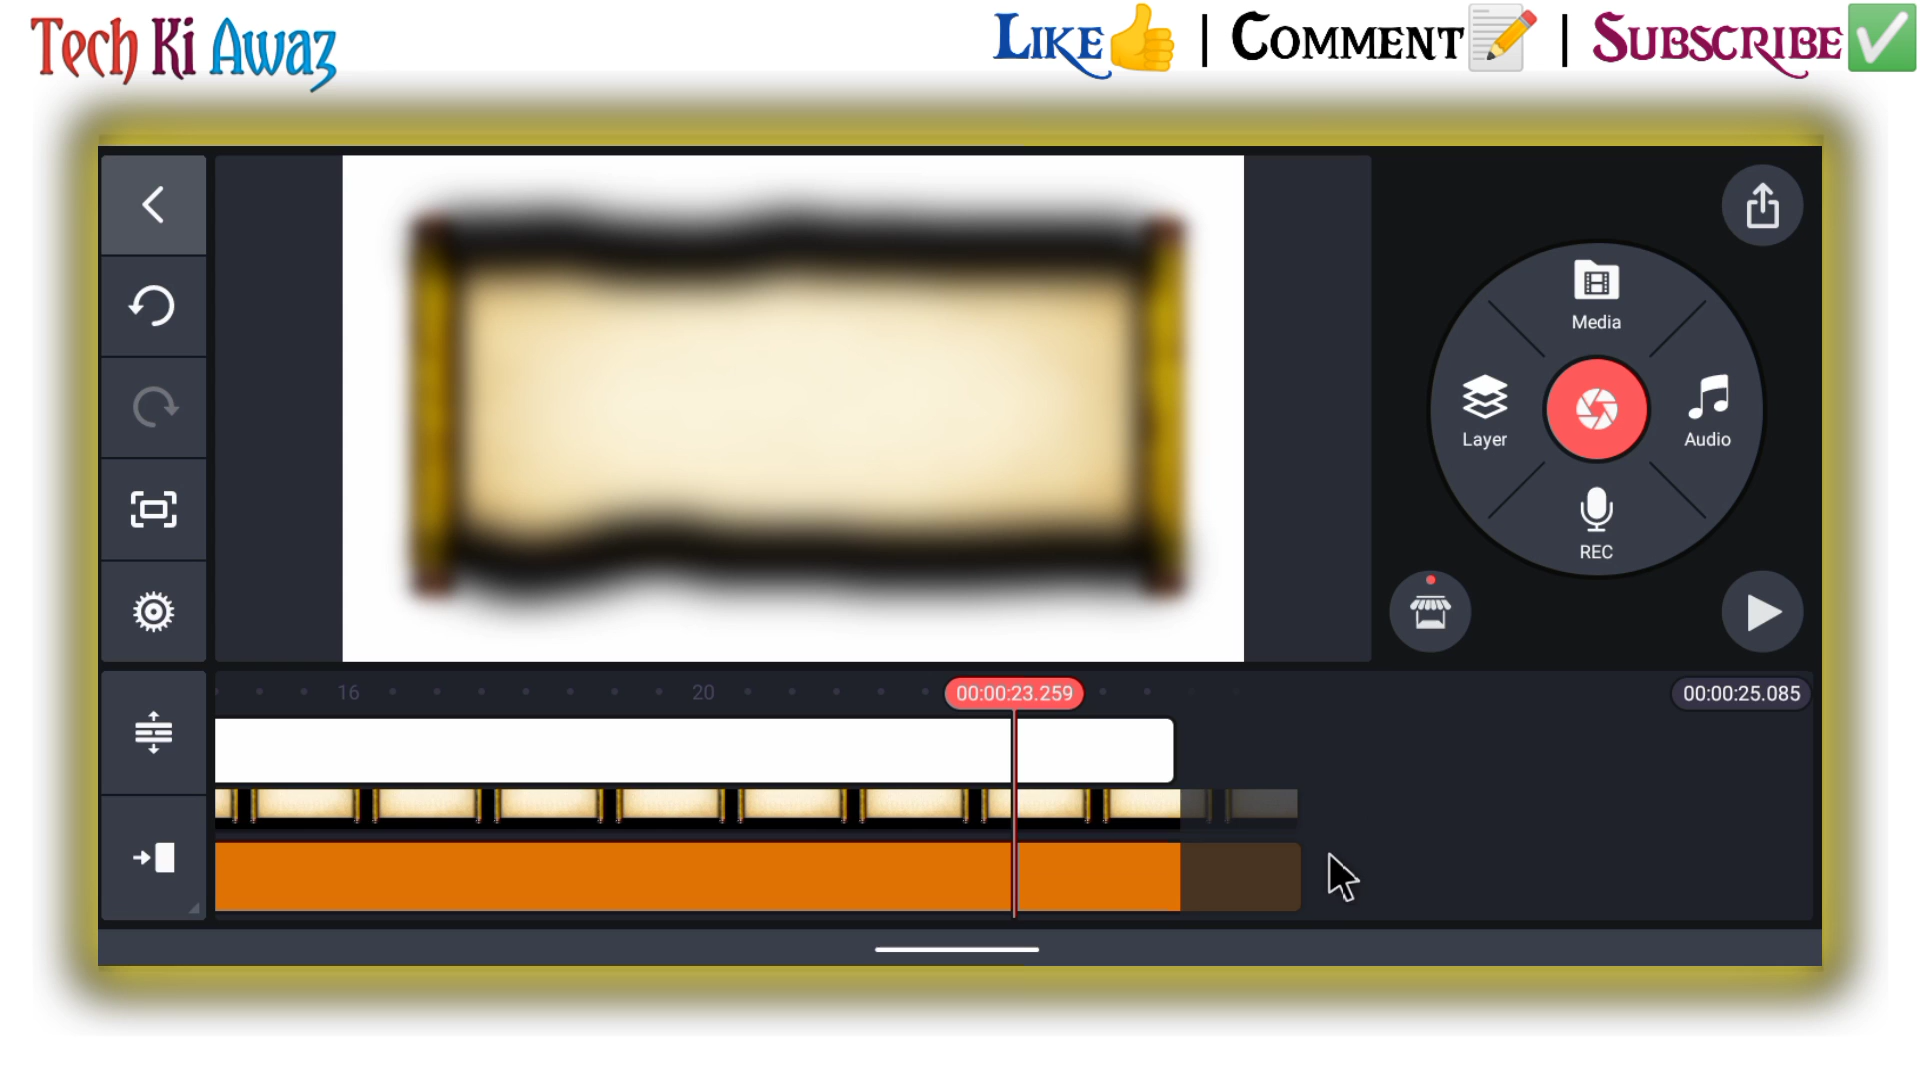 Tech Ki Awaz
Like | Comment | Subscribe
Media
Layer
Audio
REC
16
20
00:00:23.259
00:00:25.085